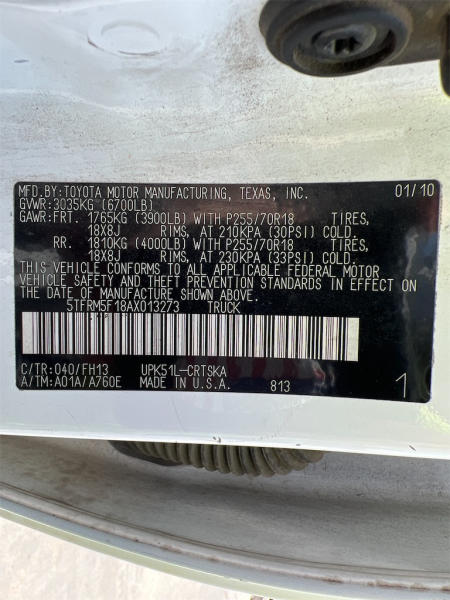 MFD.BY:TOYOTA MOTOR MANUFACTURING, TEXAS, INC. 01/10
GVWR:3035KG (6700LB)
GAWR:FRT. 1765KG (3900LB) WITH P255/70R18 TIRES,
18X8J RIMS, AT 210KPA (30PSI) COLD.
RR. 1810KG (4000LB) WITH P255/70R18 TIRES,
18X8J RIMS, AT 230KPA (33PSI) COLD.
THIS VEHICLE CONFORMS TO ALL APPLICABLE FEDERAL MOTOR
VEHICLE SAFETY AND THEFT PREVENTION STANDARDS IN EFFECT ON
THE DATE OF MANUFACTURE SHOWN ABOVE.
5TFRM5F18AX013273 TRUCK
C/TR:040/FH13 UPK51L-CRTSKA
A/TM:A01A/A760E MADE IN U.S.A. 813 1